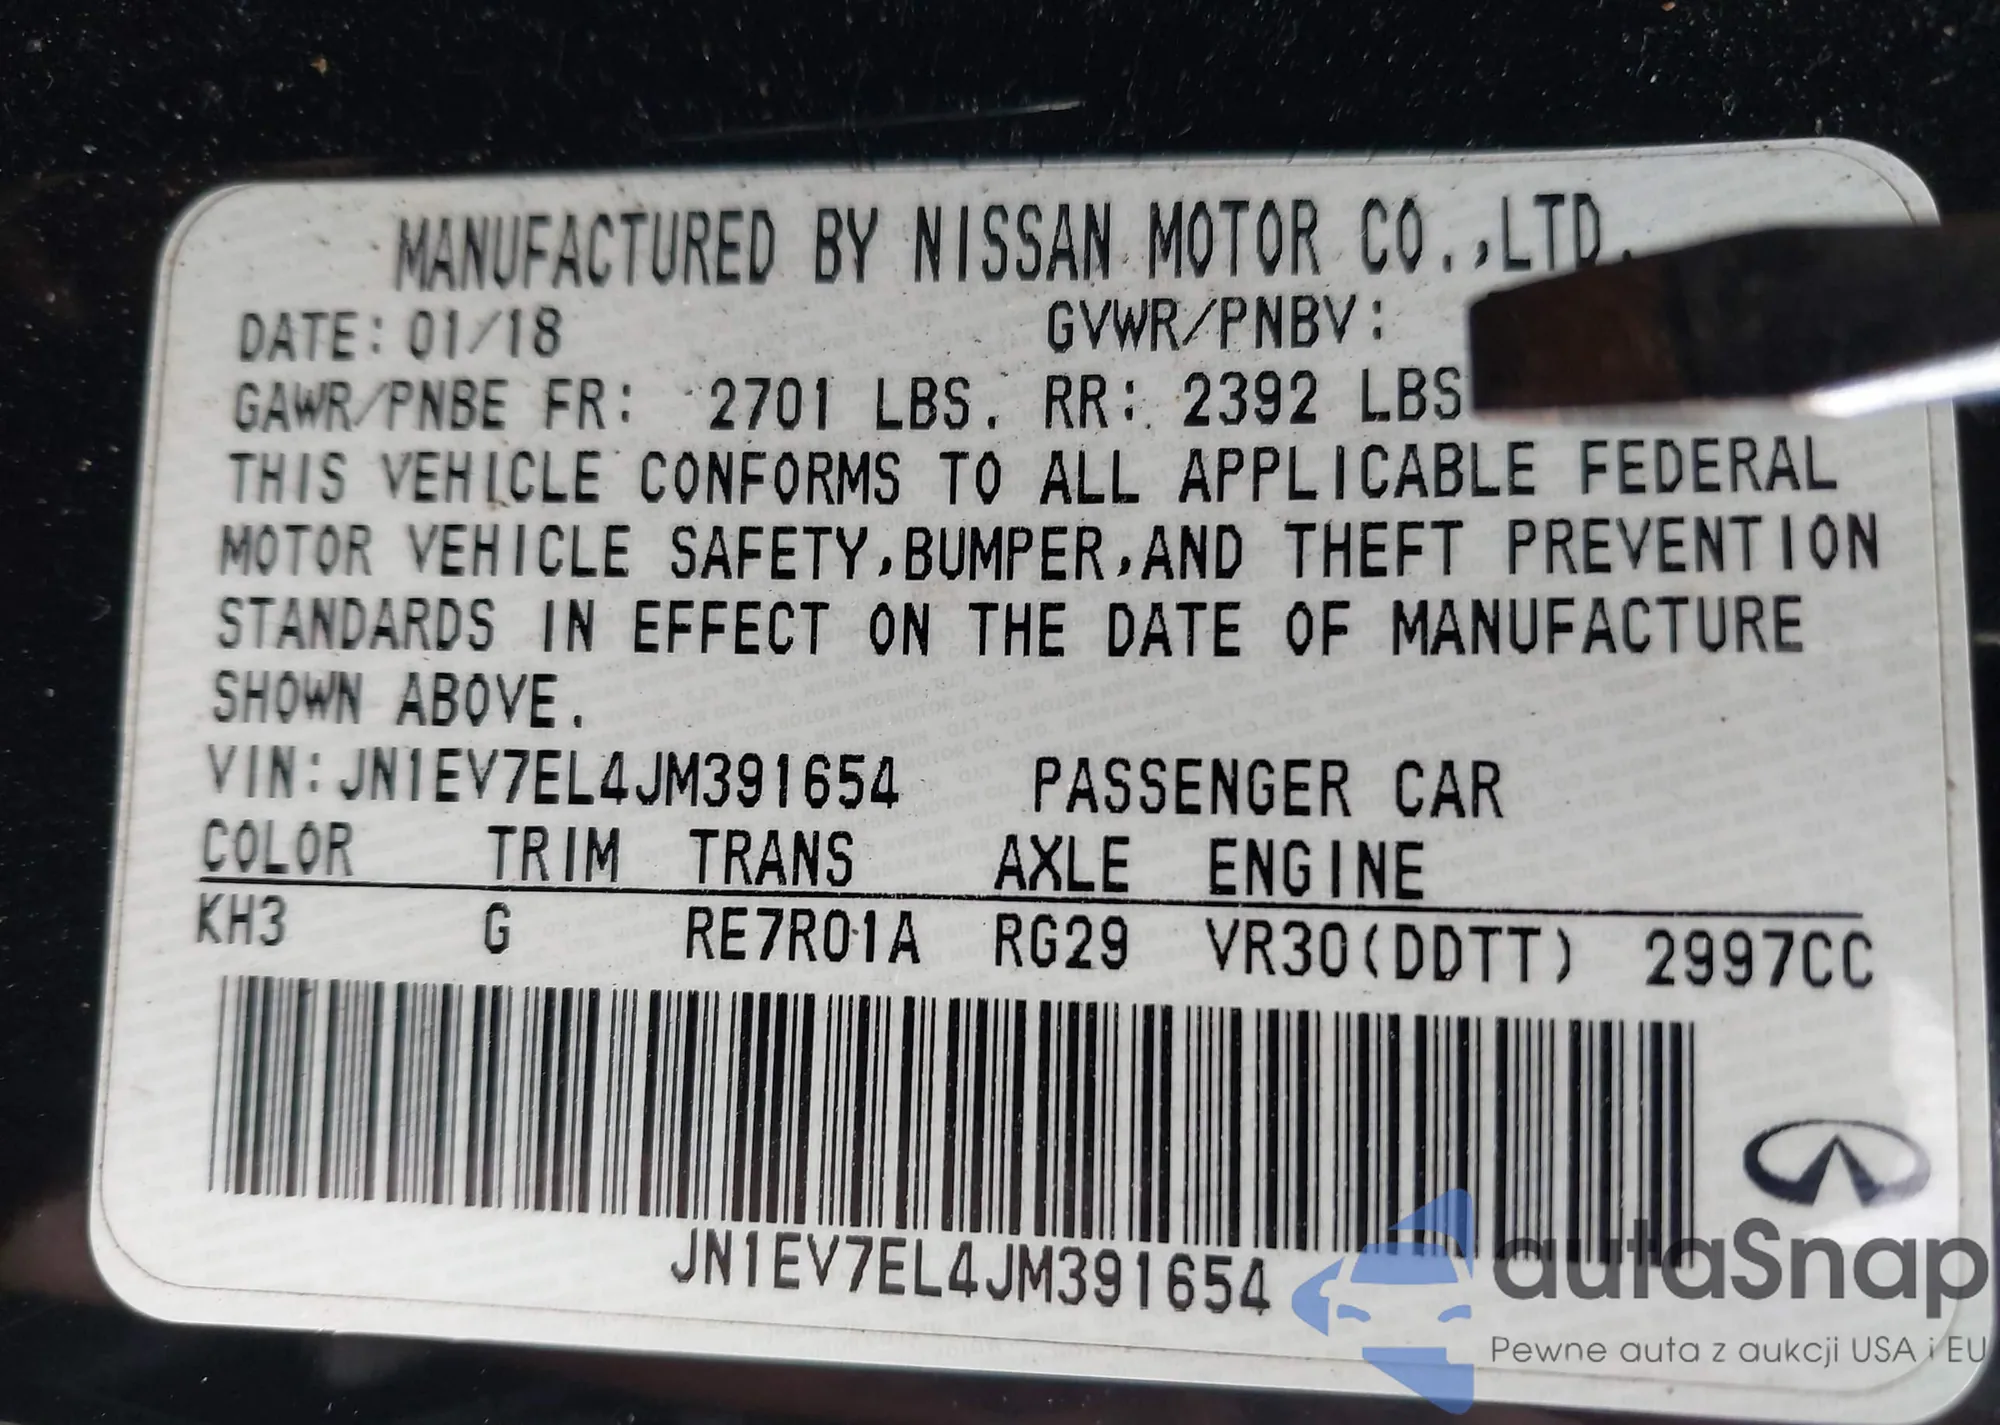 MANUFACTURED BY NISSAN MOTOR CO.,LTD.
DATE: 01/18 GVWR/PNBV:
GAWR/PNBE FR: 2701 LBS. RR: 2392 LBS
THIS VEHICLE CONFORMS TO ALL APPLICABLE FEDERAL
MOTOR VEHICLE SAFETY,BUMPER,AND THEFT PREVENTION
STANDARDS IN EFFECT ON THE DATE OF MANUFACTURE
SHOWN ABOVE.
VIN:JN1EV7EL4JM391654 PASSENGER CAR
COLOR TRIM TRANS AXLE ENGINE
KH3 G RE7R01A RG29 VR30(DDTT) 2997CC
JN1EV7EL4JM391654
autaSnap
Pewne auta z aukcji USA i EU